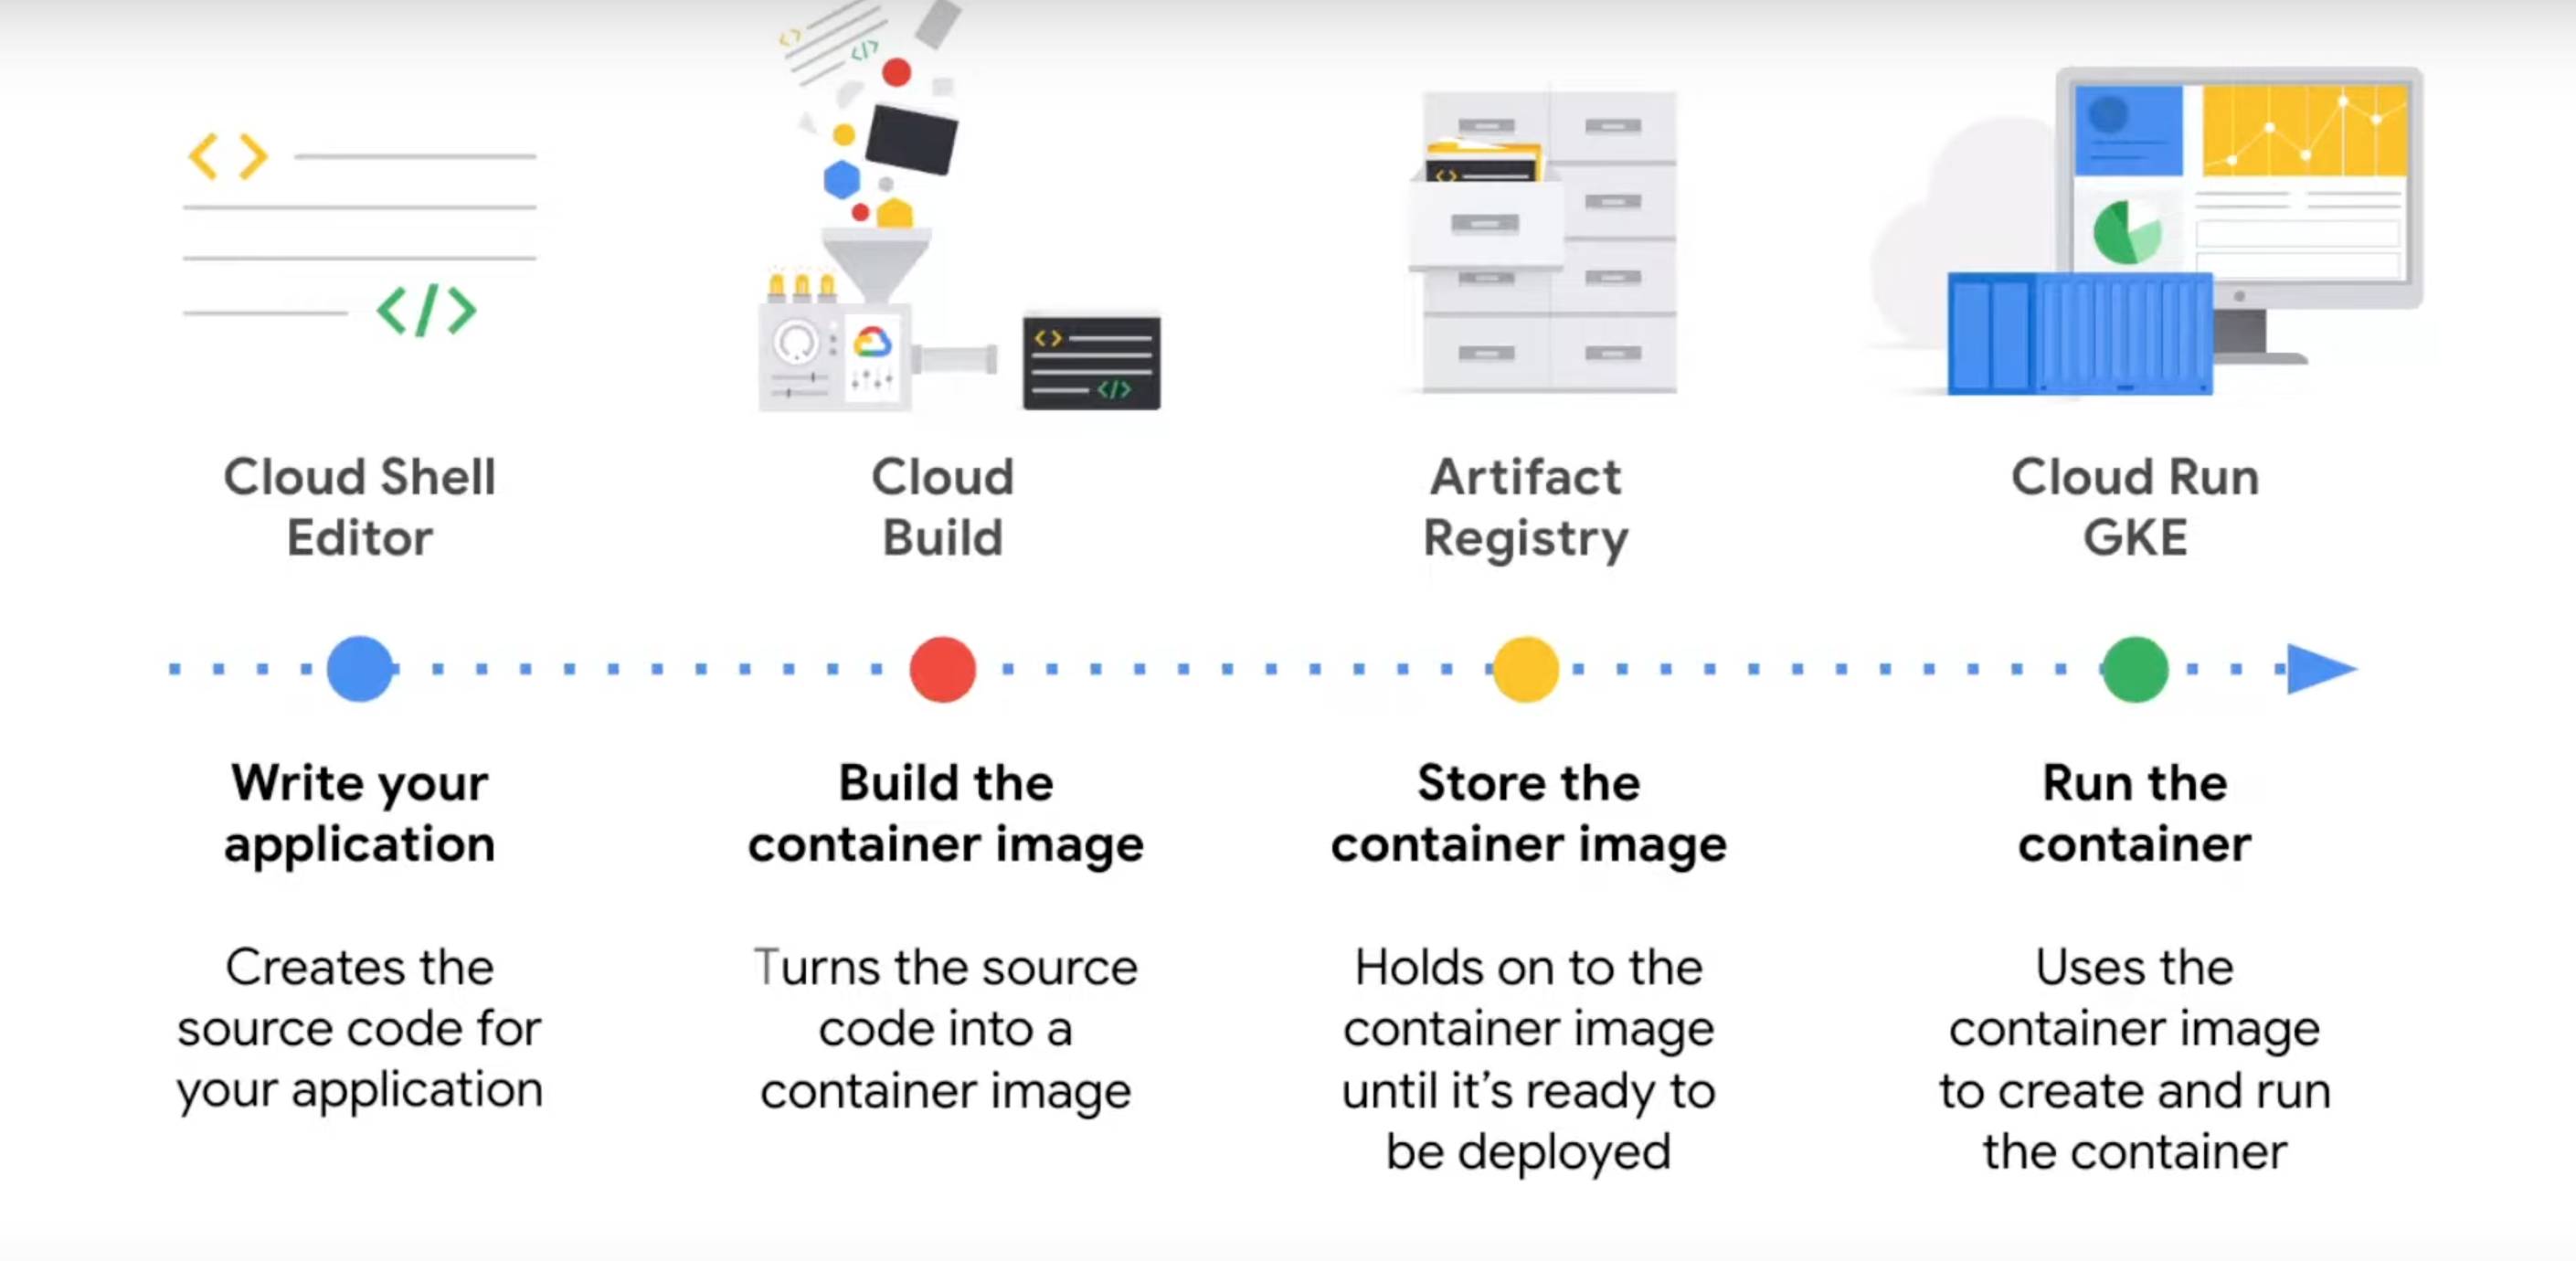 Cloud Shell
Editor
Cloud
Build
Artifact
Registry
Cloud Run
GKE
Write your
application
Build the
container image
Store the
container image
Run the
container
Creates the
source code for
your application
Turns the source
code into a
container image
Holds on to the
container image
until it’s ready to
be deployed
Uses the
container image
to create and run
the container